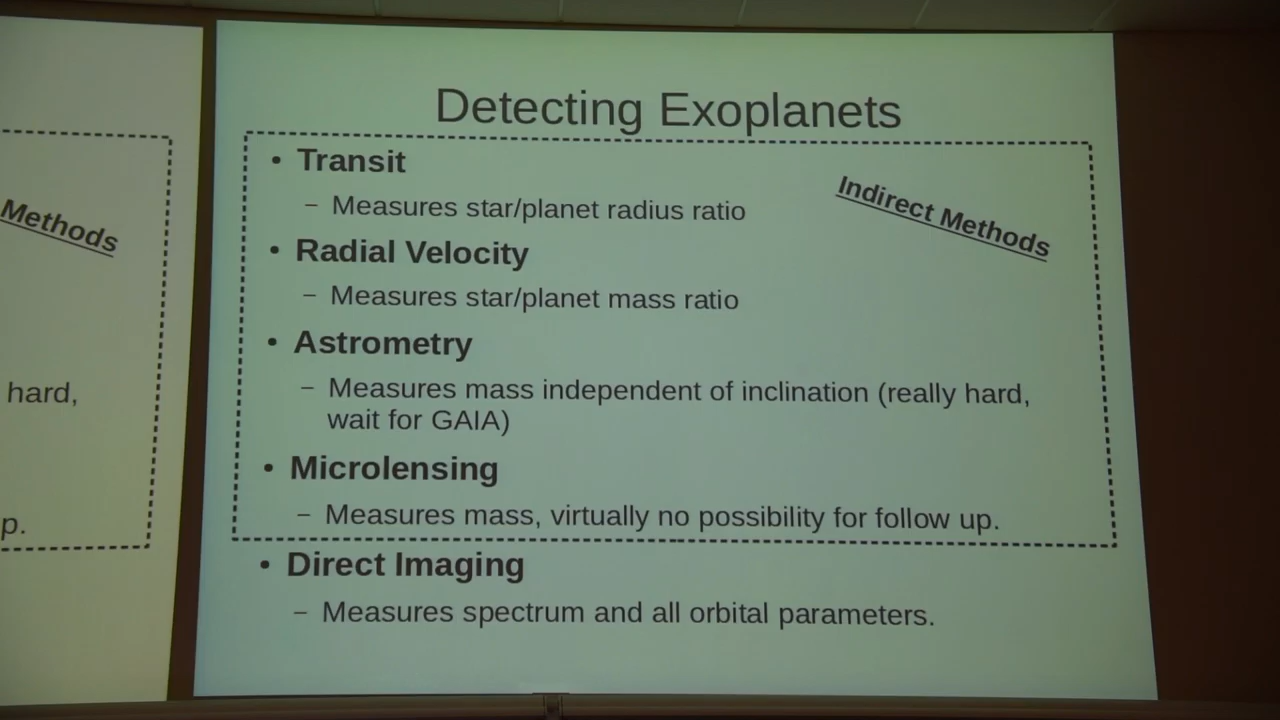 Methods
hard,
p.
Detecting Exoplanets
• Transit
Indirect Methods
– Measures star/planet radius ratio
• Radial Velocity
– Measures star/planet mass ratio
• Astrometry
– Measures mass independent of inclination (really hard,
wait for GAIA)
• Microlensing
– Measures mass, virtually no possibility for follow up.
• Direct Imaging
– Measures spectrum and all orbital parameters.